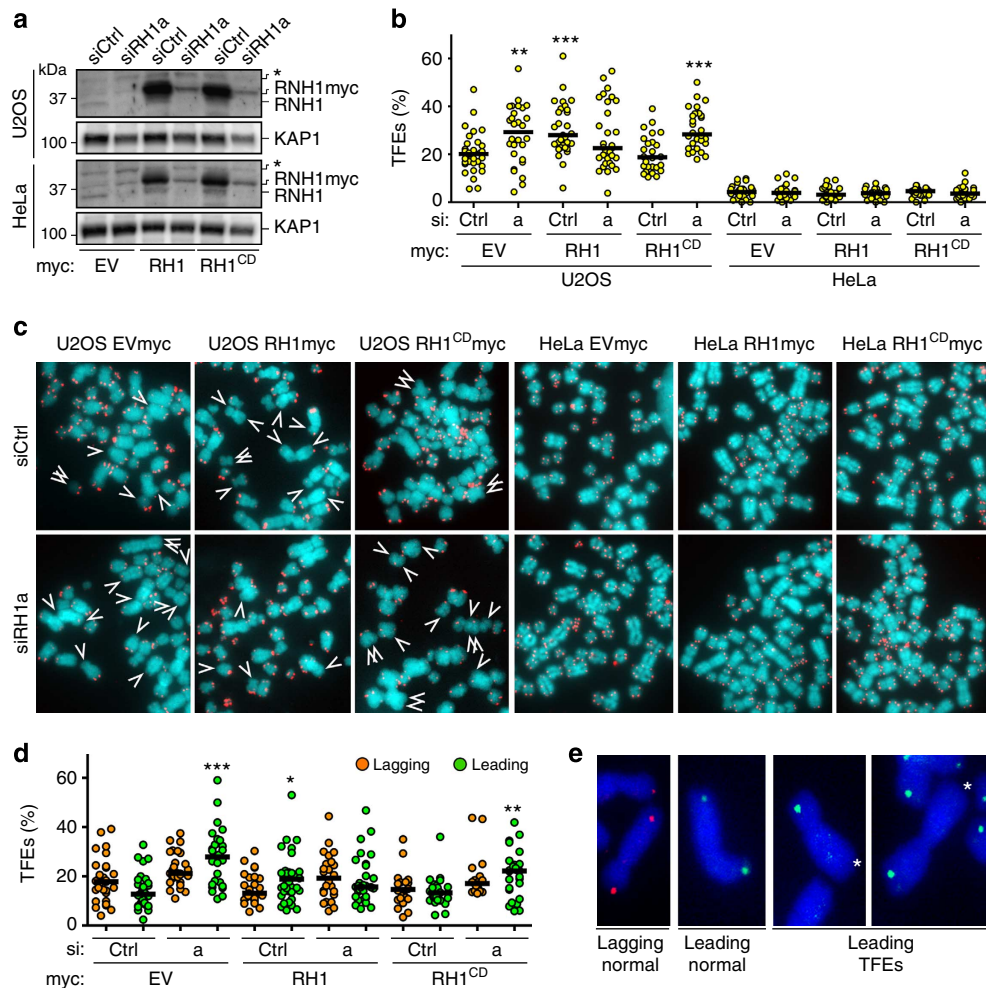 a
siCtrl siRH1a siCtrl siRH1a siCtrl siRH1a
kDa
U2OS
37
100
*
RNH1myc
RNH1
KAP1
HeLa
37
100
*
RNH1myc
RNH1
KAP1
myc: EV RH1 RH1CD
b
TFEs (%)
60
40
20
0
** *** ***
si: Ctrl a Ctrl a Ctrl a Ctrl a Ctrl a Ctrl a
myc: EV RH1 RH1CD EV RH1 RH1CD
U2OS HeLa
c
U2OS EVmyc U2OS RH1myc U2OS RH1CDmyc HeLa EVmyc HeLa RH1myc HeLa RH1CDmyc
siCtrl
siRH1a
d
Lagging Leading
TFEs (%)
60
40
20
0
*** * **
si: Ctrl a Ctrl a Ctrl a
myc: EV RH1 RH1CD
e
* *
Lagging normal
Leading normal
Leading TFEs